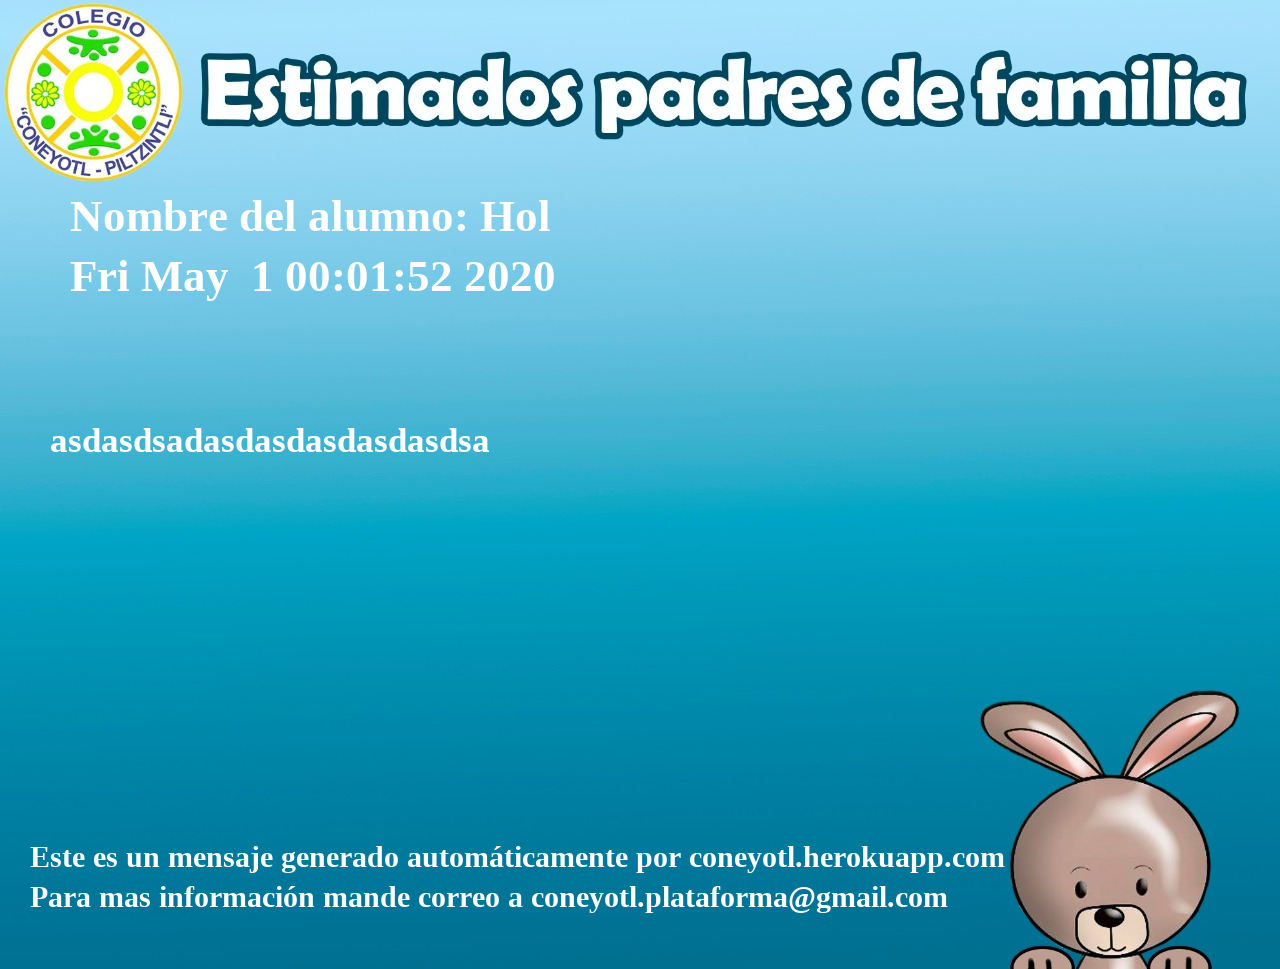 COLEGIO
"CONEYOTL - PILTZINTLI"
Estimados padres de familia
Nombre del alumno: Hol
Fri May  1 00:01:52 2020
asdasdsadasdasdasdasdasdsa
Este es un mensaje generado automáticamente por coneyotl.herokuapp.com
Para mas información mande correo a coneyotl.plataforma@gmail.com